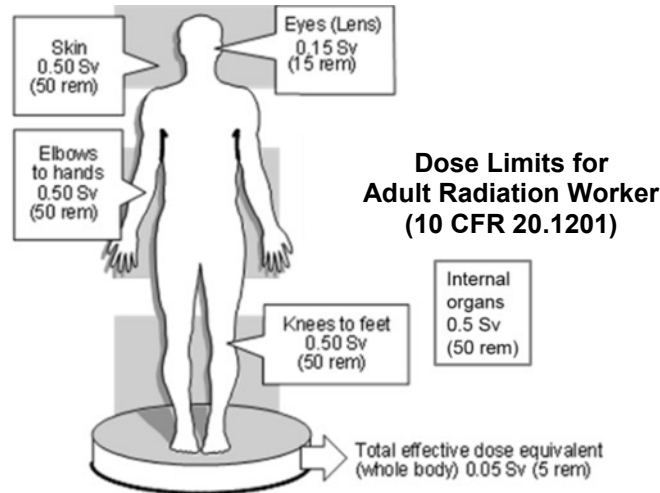 Skin
0.50 Sv
(50 rem)
Eyes (Lens)
0.15 Sv
(15 rem)
Elbows
to hands
0.50 Sv
(50 rem)
Dose Limits for
Adult Radiation Worker
(10 CFR 20.1201)
Internal
organs
0.5 Sv
(50 rem)
Knees to feet
0.50 Sv
(50 rem)
Total effective dose equivalent
(whole body) 0.05 Sv (5 rem)